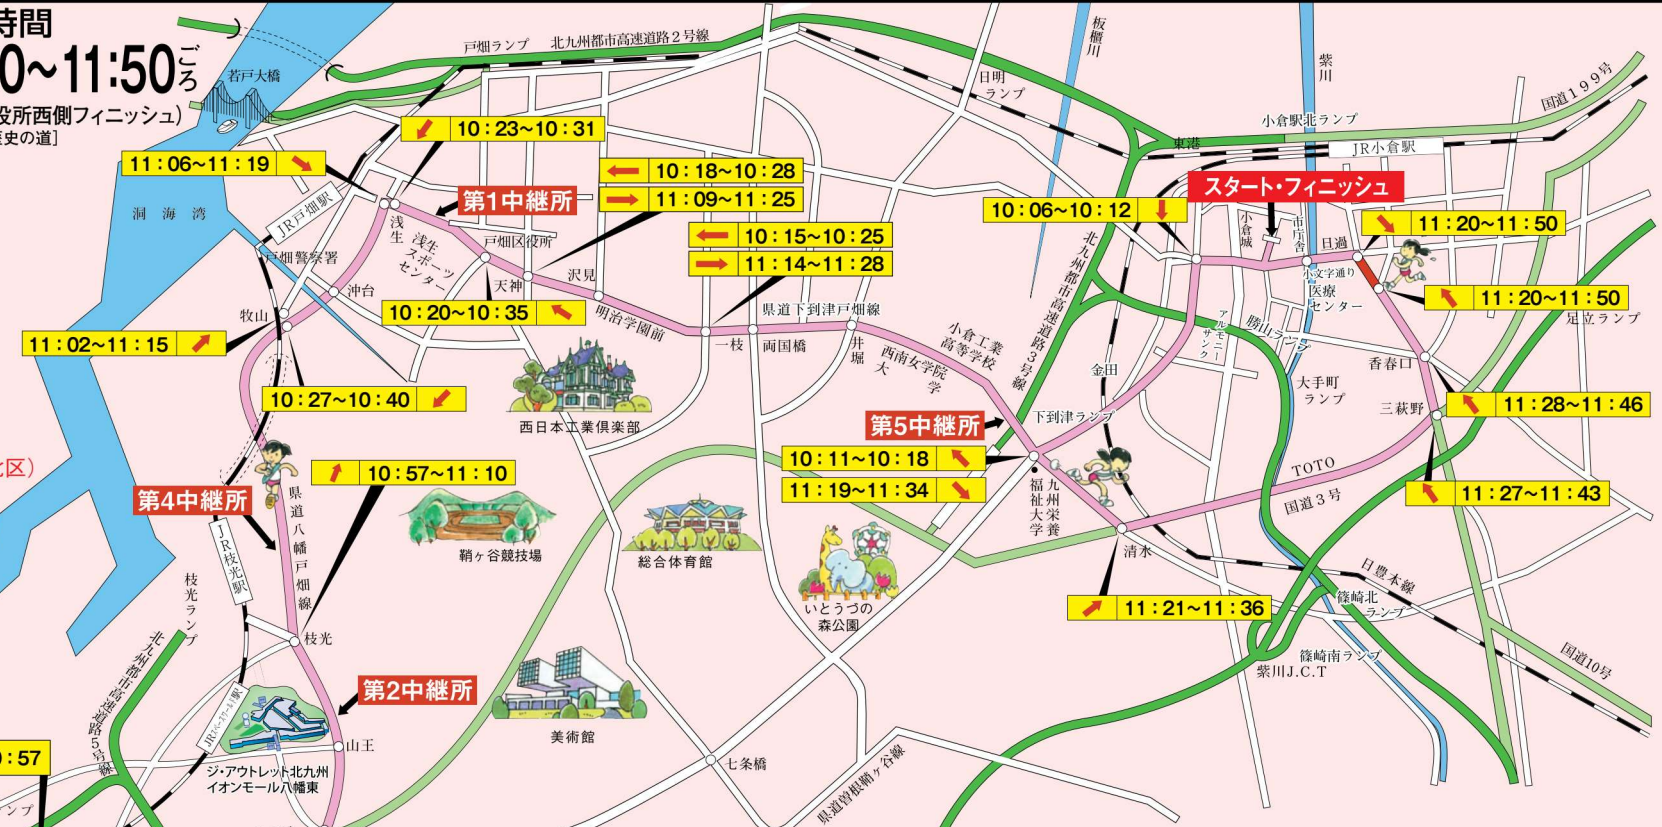 時間
0～11:50ごろ
役所西側フィニッシュ)
歴史の道]
若戸大橋
戸畑ランプ
北九州都市高速道路2号線
板櫃川
紫川
日明ランプ
国道199号
小倉駅北ランプ
東港
JR小倉駅
10：23～10：31
11：06～11：19
10：18～10：28
11：09～11：25
スタート・フィニッシュ
洞海湾
JR戸畑駅
第1中継所
10：06～10：12
11：20～11：50
浅生
浅生スポーツセンター
戸畑区役所
10：15～10：25
11：14～11：28
北九州都市高速道路3号線
小倉城
市庁舎
旦過
小文字通り
戸畑警察署
天神
沢見
医療センター
11：20～11：50
沖台
牧山
10：20～10：35
明治学園前
県道下到津戸畑線
足立ランプ
11：02～11：15
一枝
両国橋
井堀
小倉工業高等学校
西南女学院大学
アルモニーサンク
勝山ランプ
香春口
金田
大手町ランプ
10：27～10：40
三萩野
11：28～11：46
西日本工業倶楽部
第5中継所
下到津ランプ
北区)
10：57～11：10
10：11～10：18
11：19～11：34
TOTO
国道3号
11：27～11：43
第4中継所
県道八幡戸畑線
九州栄養福祉大学
JR枝光駅
鞘ヶ谷競技場
総合体育館
清水
日豊本線
枝光ランプ
いとうづの森公園
11：21～11：36
篠崎北ランプ
枝光
北九州都市高速道路5号線
篠崎南ランプ
紫川J.C.T
国道10号
第2中継所
JRスペースワールド駅
美術館
山王
:57
ジ・アウトレット北九州
イオンモール八幡東
七条橋
県道曽根鞘ヶ谷線
ンプ